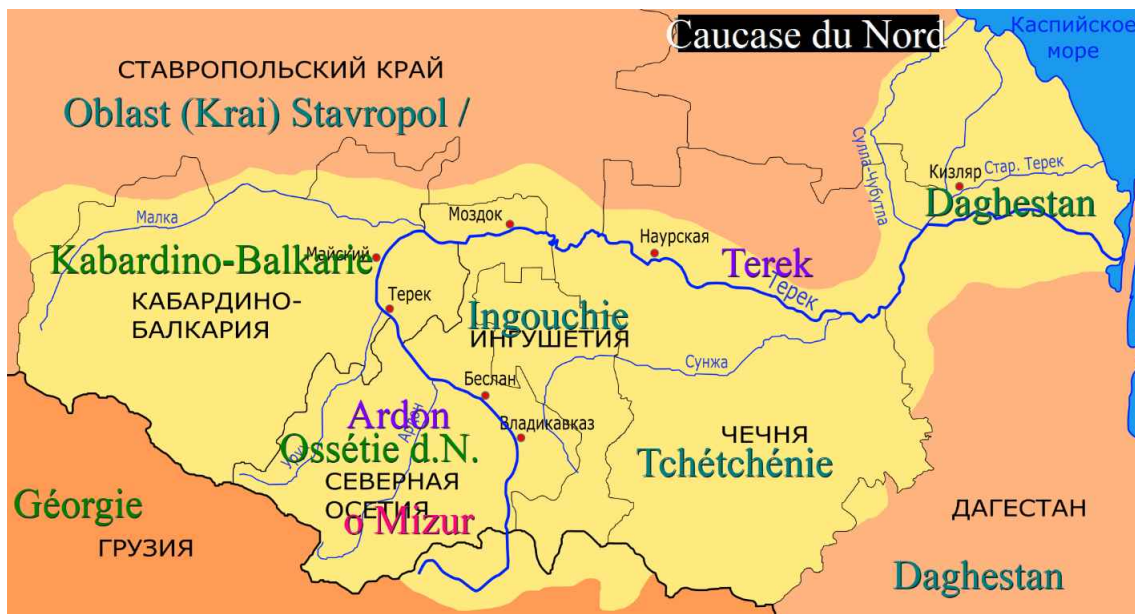 Caucase du Nord
Каспийское
море
СТАВРОПОЛЬСКИЙ КРАЙ
Oblast (Krai) Stavropol /
Сулла-Чубутла
Кизляр
Стар. Терек
Daghestan
Малка
Моздок
Наурская
Kabardino-Balkarie
Майский
Terek
Терек
КАБАРДИНО-
БАЛКАРИЯ
Терек
Ingouchie
ИНГУШЕТИЯ
Сунжа
Беслан
Ardon
Ардон
Владикавказ
Урух
Ossétie d.N.
ЧЕЧНЯ
Tchétchénie
СЕВЕРНАЯ
ОСЕТИЯ
o Mizur
Géorgie
ГРУЗИЯ
ДАГЕСТАН
Daghestan